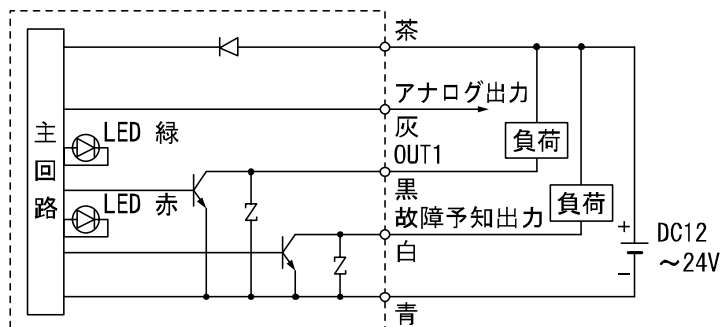 茶
アナログ出力
灰
主回路
LED 緑
OUT1
負荷
黒
LED 赤
故障予知出力
負荷
白
+
DC12
～24V
−
青